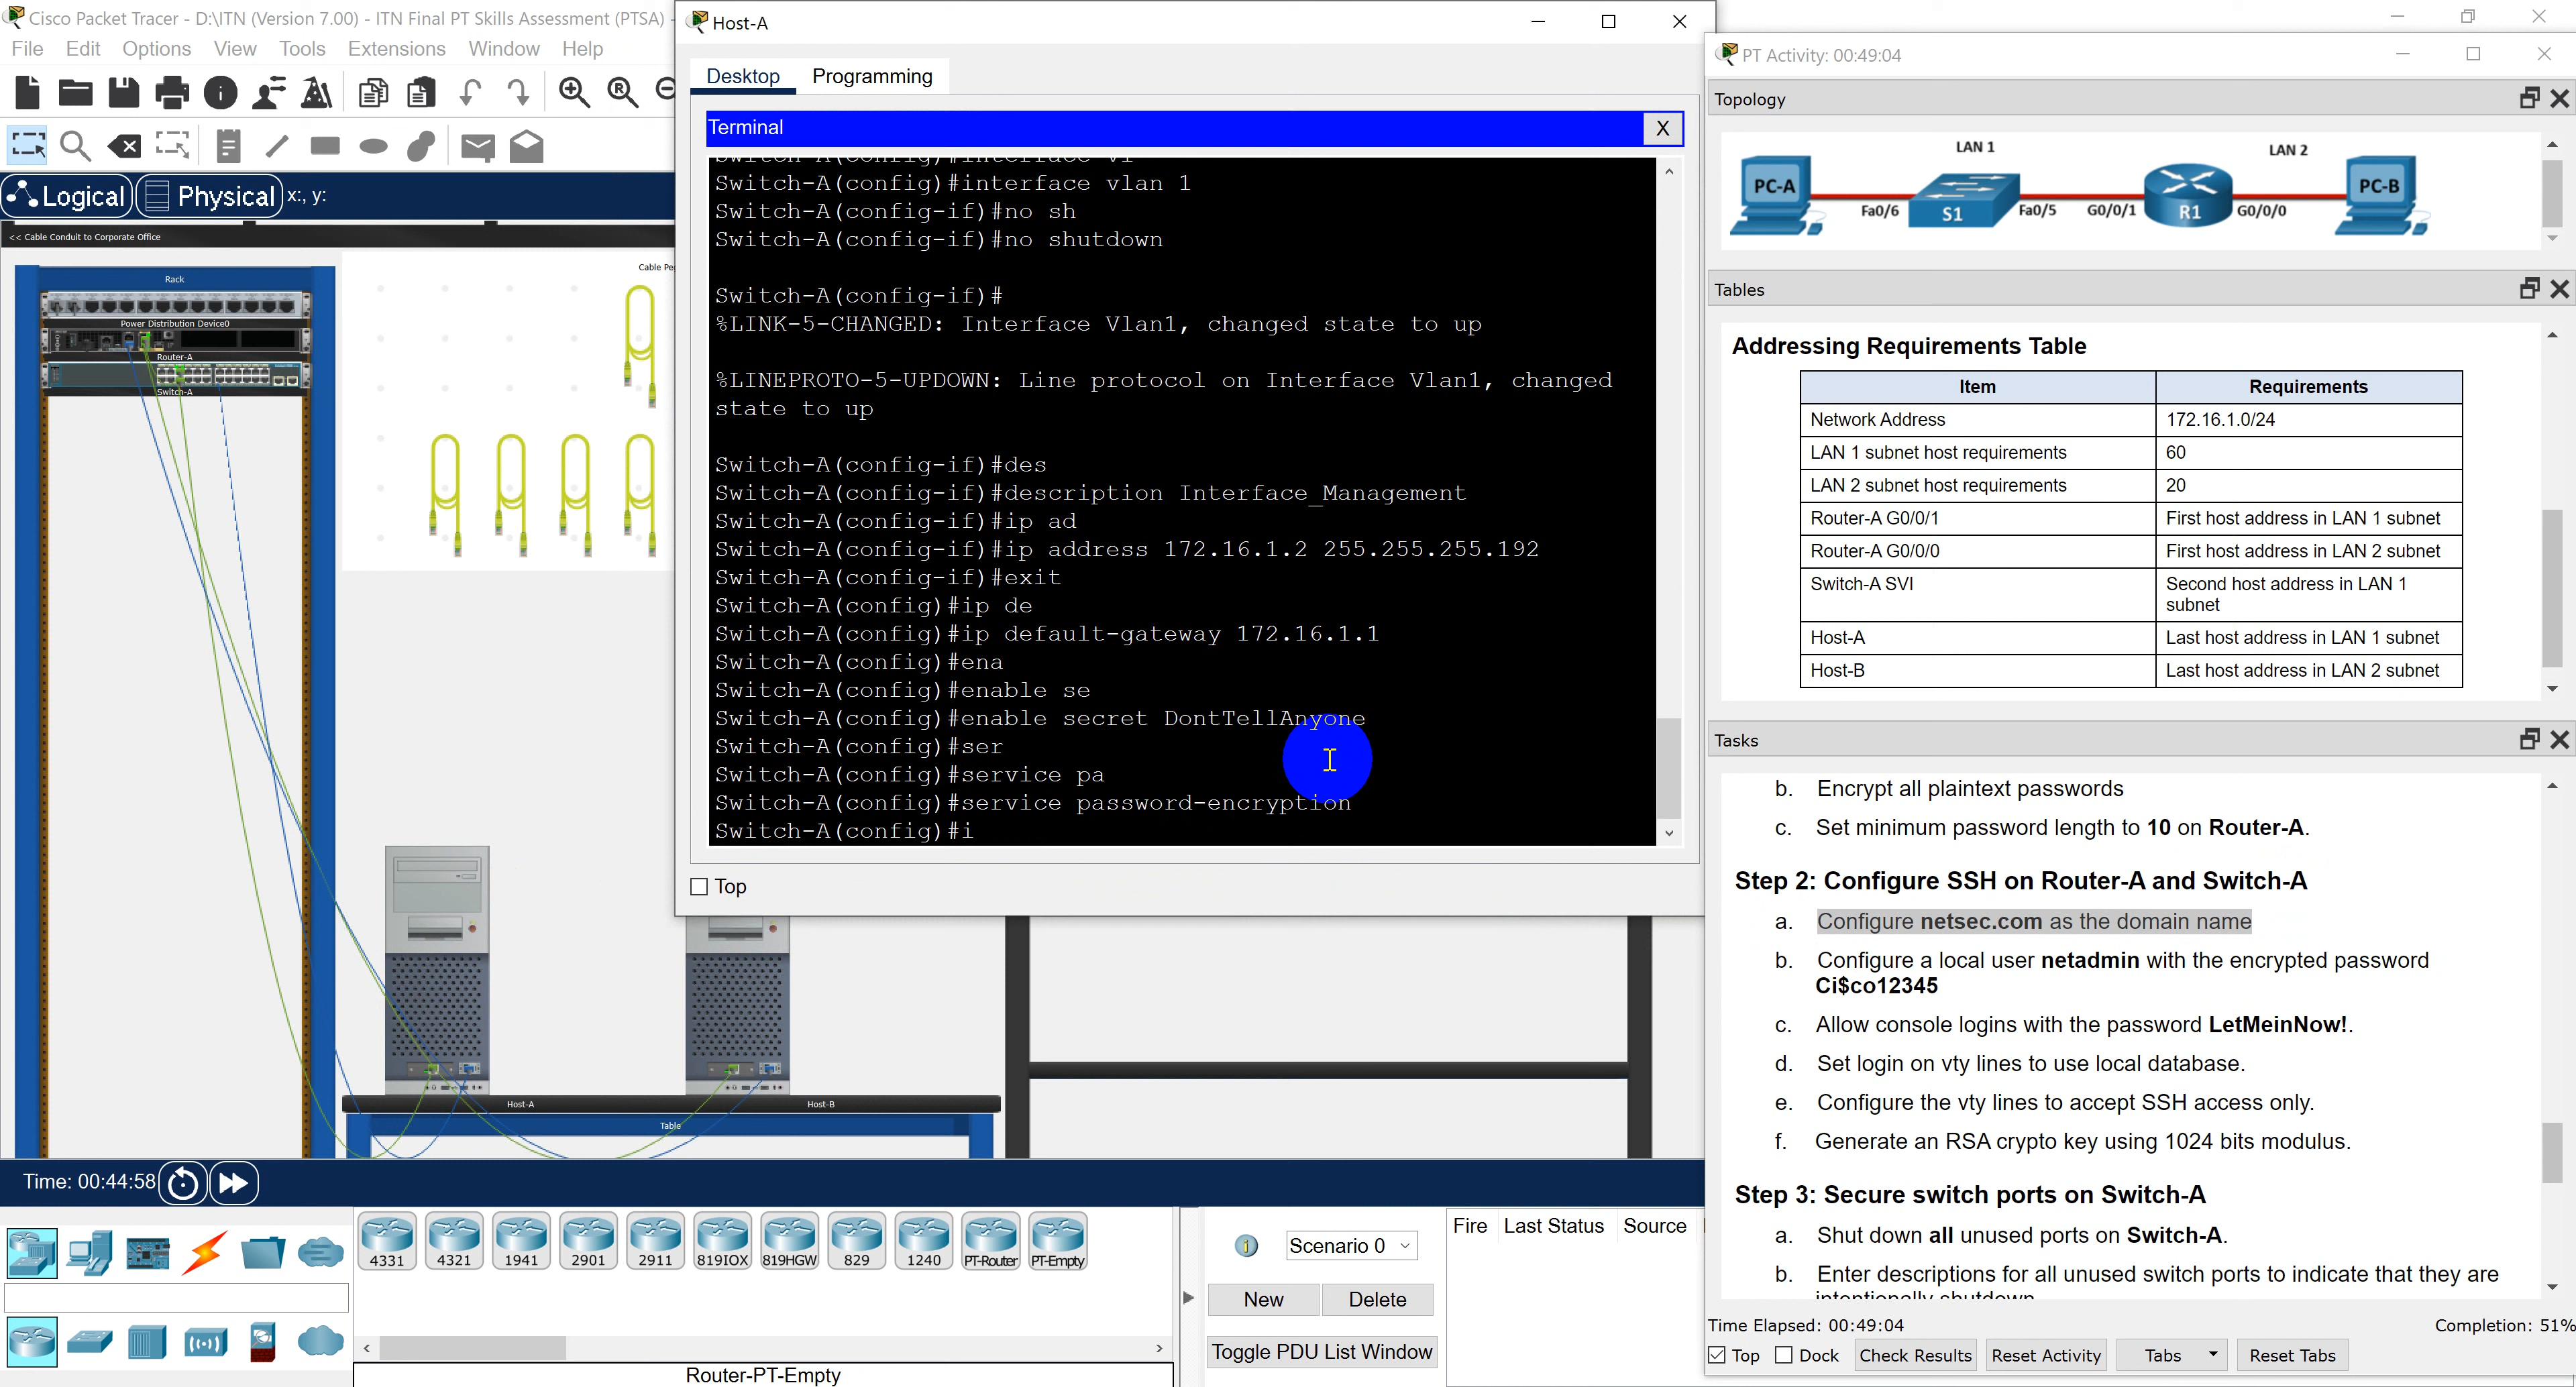 Cisco Packet Tracer - D:\ITN (Version 7.00) - ITN Final PT Skills Assessment (PTSA) -
File Edit Options View Tools Extensions Window Help
Logical Physical x:, y:
<< Cable Conduit to Corporate Office
Rack
Power Distribution Device0
Router-A
Switch-A
Cable Pe
Host-A
Host-B
Table
Time: 00:44:58
4331 4321 1941 2901 2911 819IOX 819HGW 829 1240 PT-Router PT-Empty
Router-PT-Empty
Scenario 0
New Delete
Toggle PDU List Window
Fire Last Status Source
Host-A
Desktop Programming
Terminal X
Switch-A(config)#interface vl
Switch-A(config)#interface vlan 1
Switch-A(config-if)#no sh
Switch-A(config-if)#no shutdown
Switch-A(config-if)#
%LINK-5-CHANGED: Interface Vlan1, changed state to up
%LINEPROTO-5-UPDOWN: Line protocol on Interface Vlan1, changed
state to up
Switch-A(config-if)#des
Switch-A(config-if)#description Interface_Management
Switch-A(config-if)#ip ad
Switch-A(config-if)#ip address 172.16.1.2 255.255.255.192
Switch-A(config-if)#exit
Switch-A(config)#ip de
Switch-A(config)#ip default-gateway 172.16.1.1
Switch-A(config)#ena
Switch-A(config)#enable se
Switch-A(config)#enable secret DontTellAnyone
Switch-A(config)#ser
Switch-A(config)#service pa
Switch-A(config)#service password-encryption
Switch-A(config)#i
Top
PT Activity: 00:49:04
Topology
LAN 1 LAN 2
PC-A Fa0/6 S1 Fa0/5 G0/0/1 R1 G0/0/0 PC-B
Tables
Addressing Requirements Table
Item Requirements
Network Address 172.16.1.0/24
LAN 1 subnet host requirements 60
LAN 2 subnet host requirements 20
Router-A G0/0/1 First host address in LAN 1 subnet
Router-A G0/0/0 First host address in LAN 2 subnet
Switch-A SVI Second host address in LAN 1
subnet
Host-A Last host address in LAN 1 subnet
Host-B Last host address in LAN 2 subnet
Tasks
b. Encrypt all plaintext passwords
c. Set minimum password length to 10 on Router-A.
Step 2: Configure SSH on Router-A and Switch-A
a. Configure netsec.com as the domain name
b. Configure a local user netadmin with the encrypted password
Ci$co12345
c. Allow console logins with the password LetMeinNow!.
d. Set login on vty lines to use local database.
e. Configure the vty lines to accept SSH access only.
f. Generate an RSA crypto key using 1024 bits modulus.
Step 3: Secure switch ports on Switch-A
a. Shut down all unused ports on Switch-A.
b. Enter descriptions for all unused switch ports to indicate that they are
intentionally shutdown
Time Elapsed: 00:49:04 Completion: 51%
Top Dock Check Results Reset Activity Tabs Reset Tabs